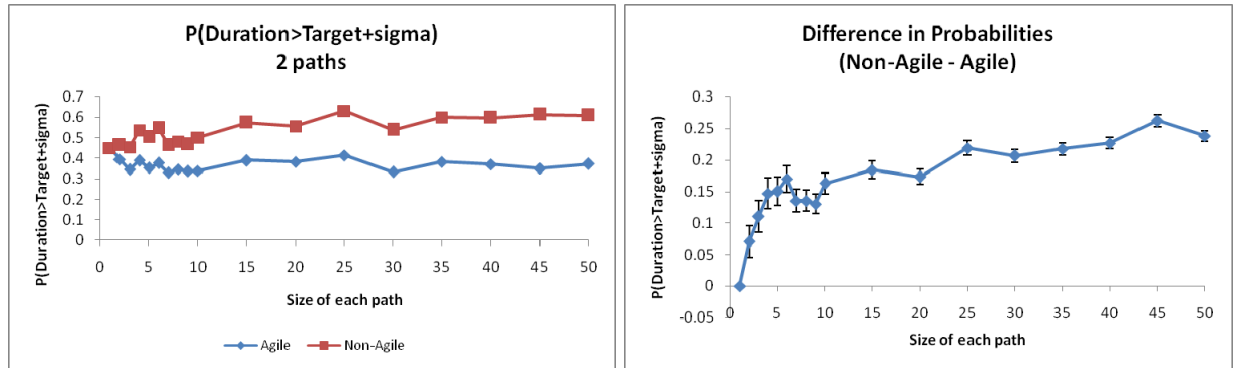 P(Duration>Target+sigma)
2 paths
P(Duration>Target+sigma)
0.7
0.6
0.5
0.4
0.3
0.2
0.1
0
0 5 10 15 20 25 30 35 40 45 50
Size of each path
Agile Non-Agile
Difference in Probabilities
(Non-Agile - Agile)
P(Duration>Target+sigma)
0.3
0.25
0.2
0.15
0.1
0.05
0
-0.05
0 5 10 15 20 25 30 35 40 45 50
Size of each path